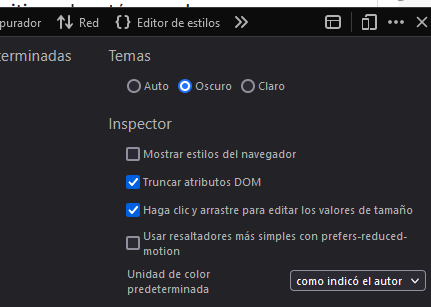 purador Red Editor de estilos
terminadas
Temas
Auto Oscuro Claro
Inspector
Mostrar estilos del navegador
Truncar atributos DOM
Haga clic y arrastre para editar los valores de tamaño
Usar resaltadores más simples con prefers-reduced-
motion
Unidad de color
predeterminada
como indicó el autor